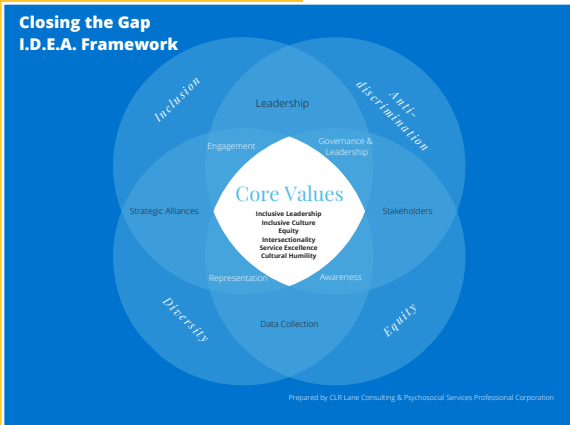 Closing the Gap
I.D.E.A. Framework
Inclusion
Anti-
discrimination
Leadership
Engagement
Governance &
Leadership
Strategic Alliances
Stakeholders
Core Values
Inclusive Leadership
Inclusive Culture
Equity
Intersectionality
Service Excellence
Cultural Humility
Representation
Awareness
Data Collection
Diversity
Equity
Prepared by CLR Lane Consulting & Psychosocial Services Professional Corporation